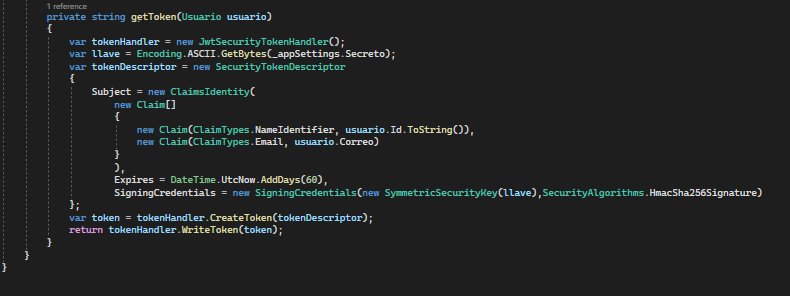 1 reference
private string getToken(Usuario usuario)
{
var tokenHandler = new JwtSecurityTokenHandler();
var llave = Encoding.ASCII.GetBytes(_appSettings.Secreto);
var tokenDescriptor = new SecurityTokenDescriptor
{
Subject = new ClaimsIdentity(
new Claim[]
{
new Claim(ClaimTypes.NameIdentifier, usuario.Id.ToString()),
new Claim(ClaimTypes.Email, usuario.Correo)
}
),
Expires = DateTime.UtcNow.AddDays(60),
SigningCredentials = new SigningCredentials(new SymmetricSecurityKey(llave),SecurityAlgorithms.HmacSha256Signature)
};
var token = tokenHandler.CreateToken(tokenDescriptor);
return tokenHandler.WriteToken(token);
}
}
}